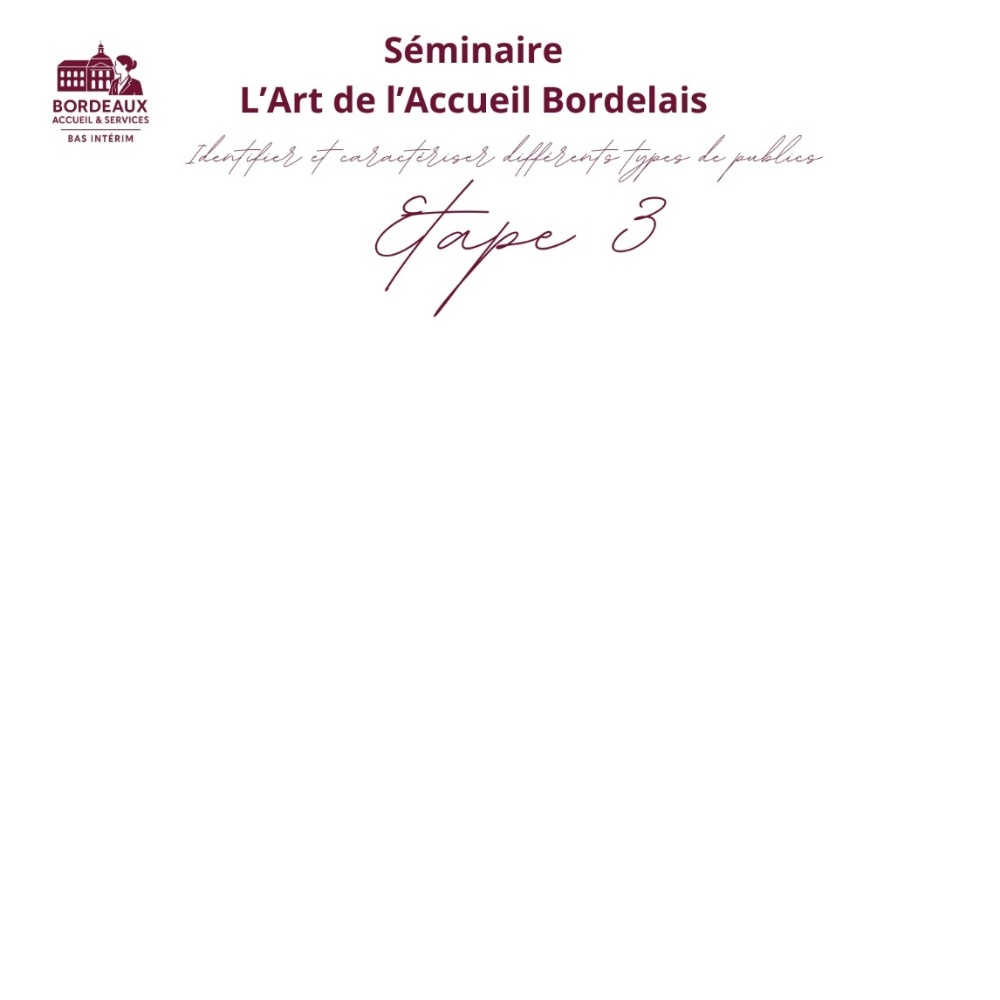 Séminaire
L’Art de l’Accueil Bordelais
BORDEAUX
ACCUEIL & SERVICES
BAS INTÉRIM
Identifier et caractériser différents types de publics
Etape 3